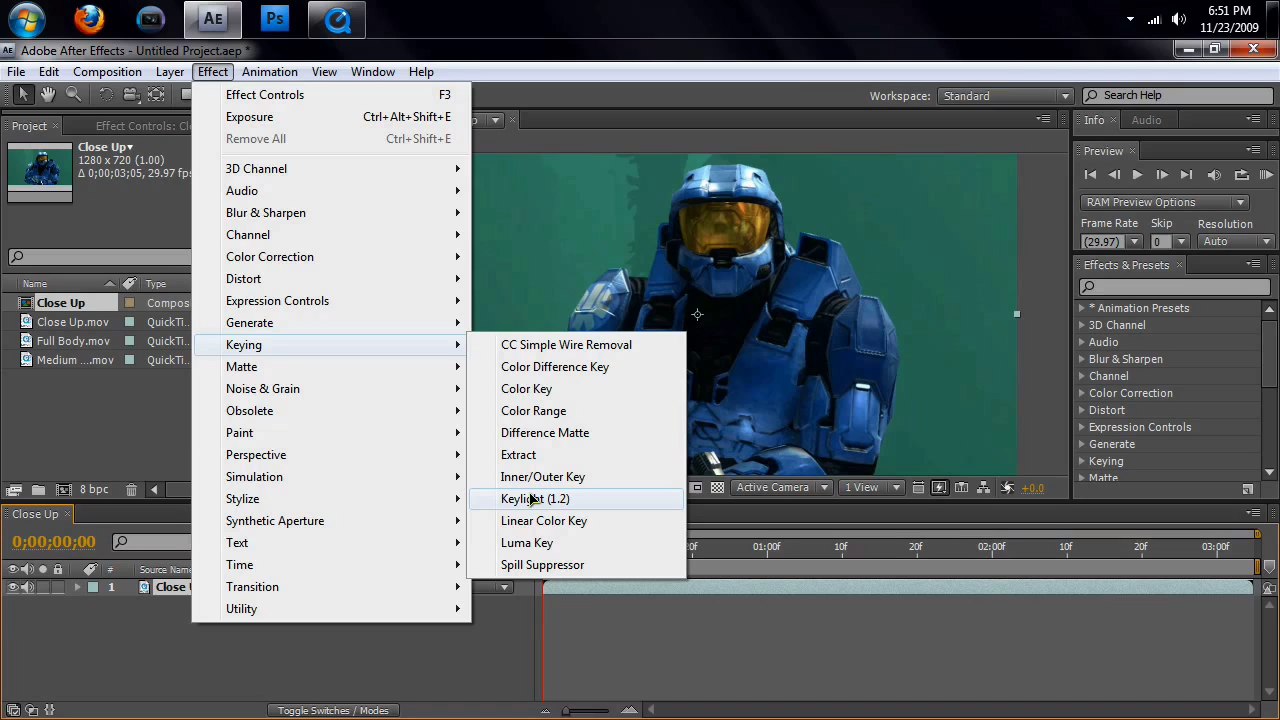 6:51 PM
11/23/2009
AE
Ps
AE Adobe After Effects - Untitled Project.aep *
File Edit Composition Layer Effect Animation View Window Help
Workspace: Standard
Search Help
Project
Effect Controls: Cl
Close Up▾
1280 x 720 (1.00)
Δ 0;00;03;05, 29.97 fps
Name Type
Close Up Compos
Close Up.mov QuickTi
Full Body.mov QuickTi
Medium ....mov QuickTi
8 bpc
Effect Controls F3
Exposure Ctrl+Alt+Shift+E
Remove All Ctrl+Shift+E
3D Channel
Audio
Blur & Sharpen
Channel
Color Correction
Distort
Expression Controls
Generate
Keying
Matte
Noise & Grain
Obsolete
Paint
Perspective
Simulation
Stylize
Synthetic Aperture
Text
Time
Transition
Utility
CC Simple Wire Removal
Color Difference Key
Color Key
Color Range
Difference Matte
Extract
Inner/Outer Key
Keylight (1.2)
Linear Color Key
Luma Key
Spill Suppressor
Info Audio
Preview
RAM Preview Options
Frame Rate Skip Resolution
(29.97) 0 Auto
Effects & Presets
* Animation Presets
3D Channel
Audio
Blur & Sharpen
Channel
Color Correction
Distort
Expression Controls
Generate
Keying
Matte
Active Camera 1 View +0.0
Close Up
0;00;00;00
# Source Name
1 Close U
20f 01:00f 10f 20f 02:00f 10f 20f 03:00f
Toggle Switches / Modes